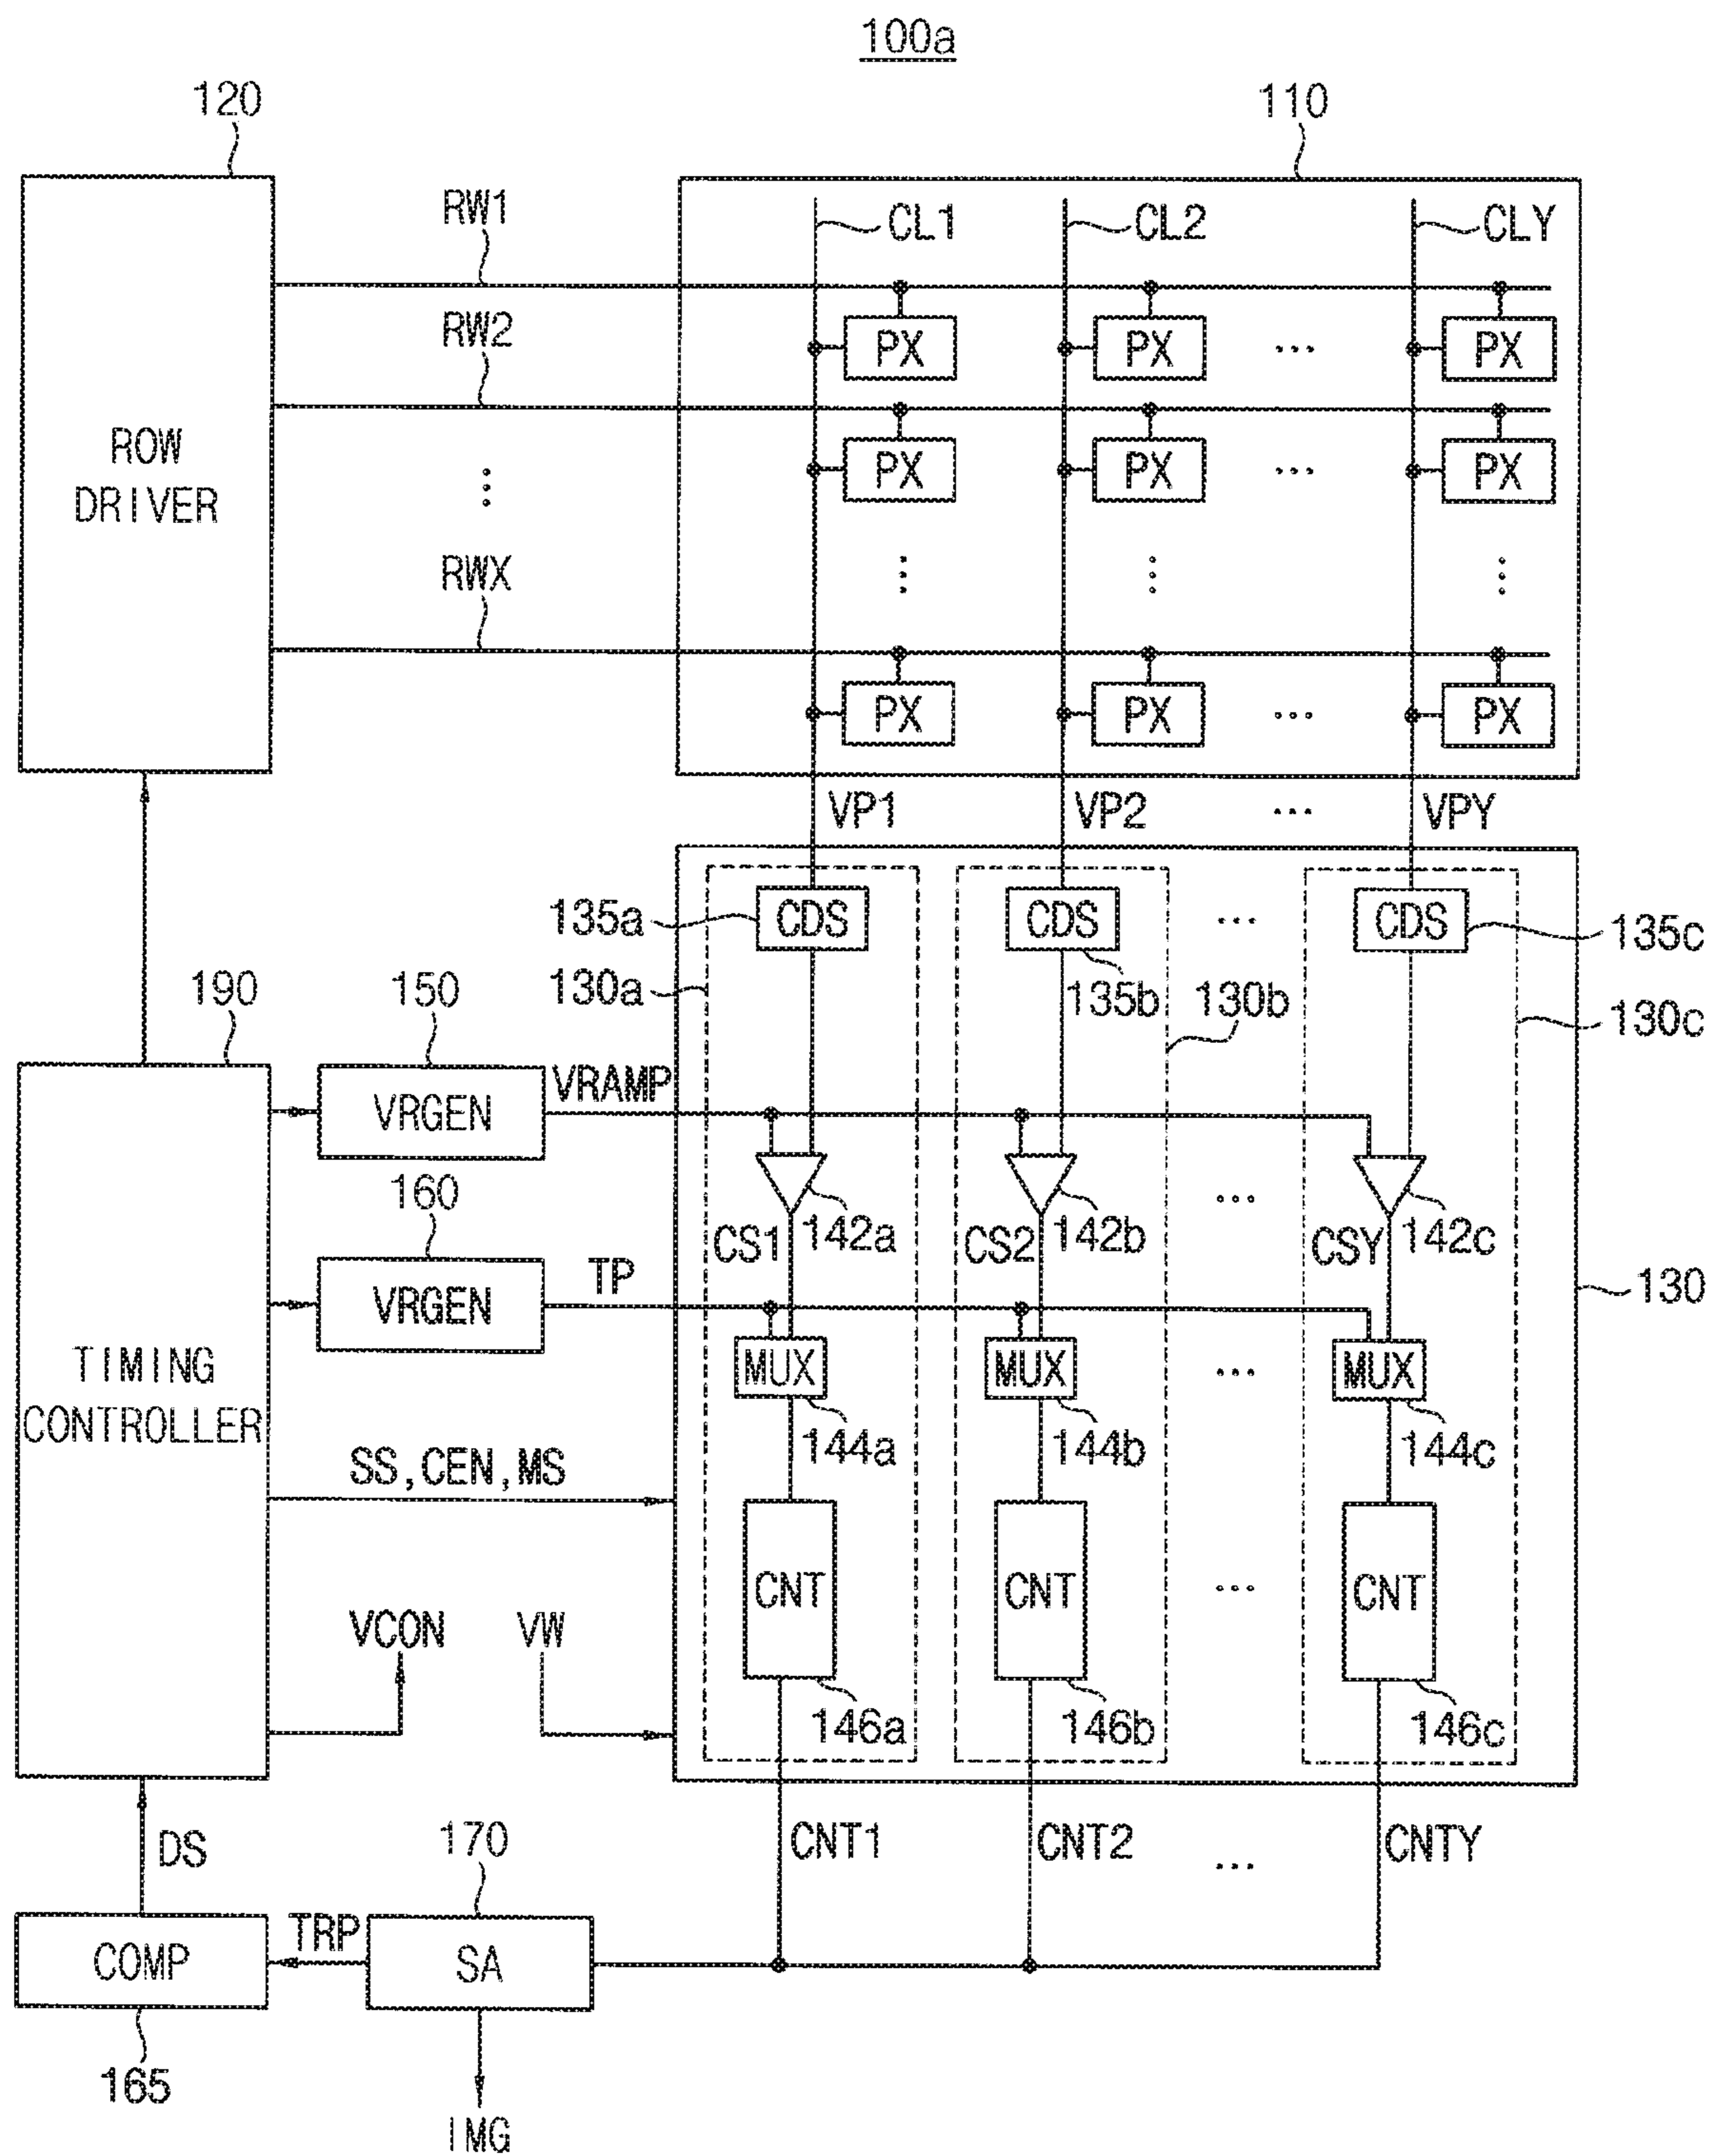 100a
120
110
RW1
CL1
CL2
CLY
RW2
PX
PX
...
PX
ROW
DRIVER
PX
PX
...
PX
RWX
PX
PX
...
PX
VP1
VP2
...
VPY
135a
CDS
CDS
...
CDS
135c
130a
135b
130b
130c
190
150
VRGEN
VRAMP
160
142a
142b
...
142c
CS1
CS2
CSY
130
VRGEN
TP
TIMING
CONTROLLER
MUX
MUX
...
MUX
144a
144b
144c
SS,CEN,MS
CNT
CNT
...
CNT
VCON
VW
146a
146b
146c
DS
170
CNT1
CNT2
...
CNTY
COMP
TRP
SA
165
IMG